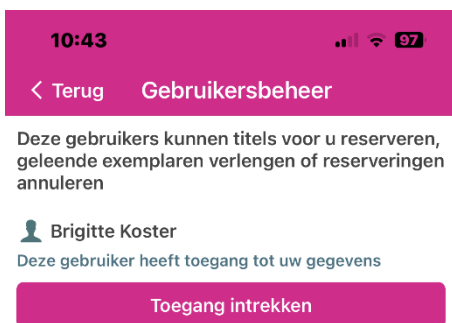 10:43
97
Terug
Gebruikersbeheer
Deze gebruikers kunnen titels voor u reserveren,
geleende exemplaren verlengen of reserveringen
annuleren
Brigitte Koster
Deze gebruiker heeft toegang tot uw gegevens
Toegang intrekken